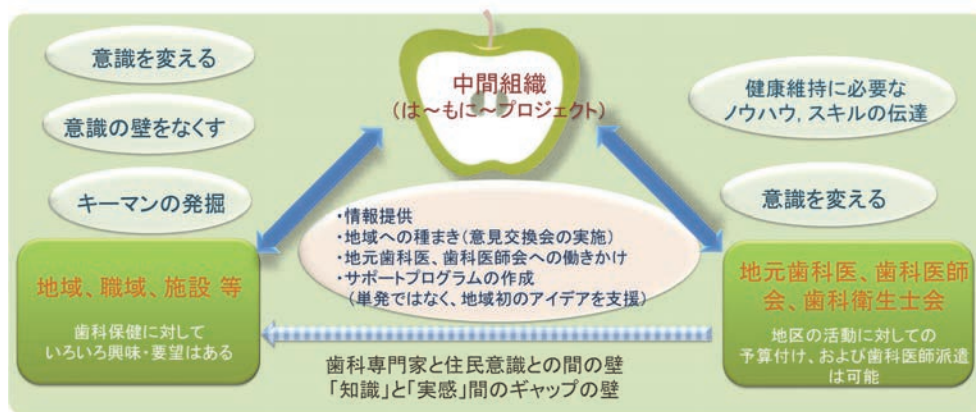 中間組織
(は～もに～プロジェクト)
意識を変える
意識の壁をなくす
キーマンの発掘
健康維持に必要な
ノウハウ, スキルの伝達
意識を変える
・情報提供
・地域への種まき(意見交換会の実施)
・地元歯科医、歯科医師会への働きかけ
・サポートプログラムの作成
(単発ではなく、地域初のアイデアを支援)
地域、職域、施設 等
歯科保健に対して
いろいろ興味・要望はある
地元歯科医、歯科医師
会、歯科衛生士会
地区の活動に対しての
予算付け、および歯科医師派遣
は可能
歯科専門家と住民意識との間の壁
「知識」と「実感」間のギャップの壁